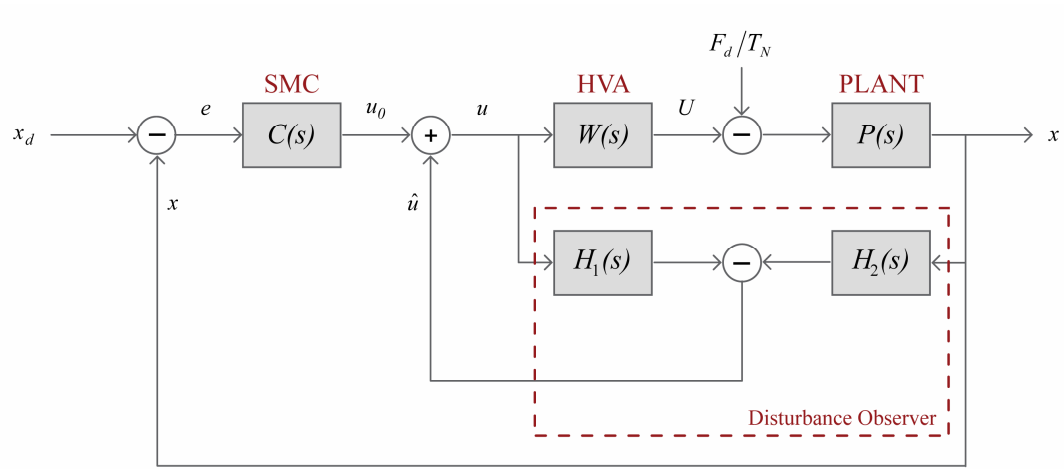 F_d/T_N
SMC
HVA
PLANT
x_d
−
e
C(s)
u_0
+
u
W(s)
U
−
P(s)
x
x
û
H_1(s)
−
H_2(s)
Disturbance Observer